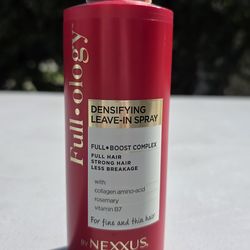 Full•ology
DENSIFYING
LEAVE-IN SPRAY
FULL+BOOST COMPLEX
FULL HAIR
STRONG HAIR
LESS BREAKAGE
with:
collagen amino-acid
rosemary
vitamin B7
For fine and thin hair
BY NEXXUS.